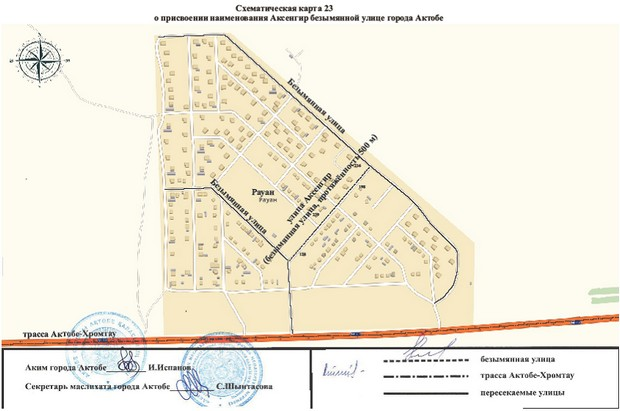 Схематическая карта 23
о присвоении наименования Аксенгир безымянной улице города Актобе
Безымянная улица
улица Аксенгир
(безымянная улица, протяжённость 500 м)
Рауан
Рауан
Безымянная улица
трасса Актобе-Хромтау
Аким города Актобе И.Испанов
Секретарь маслихата города Актобе С.Шынтасова
безымянная улица
трасса Актобе-Хромтау
пересекаемые улицы